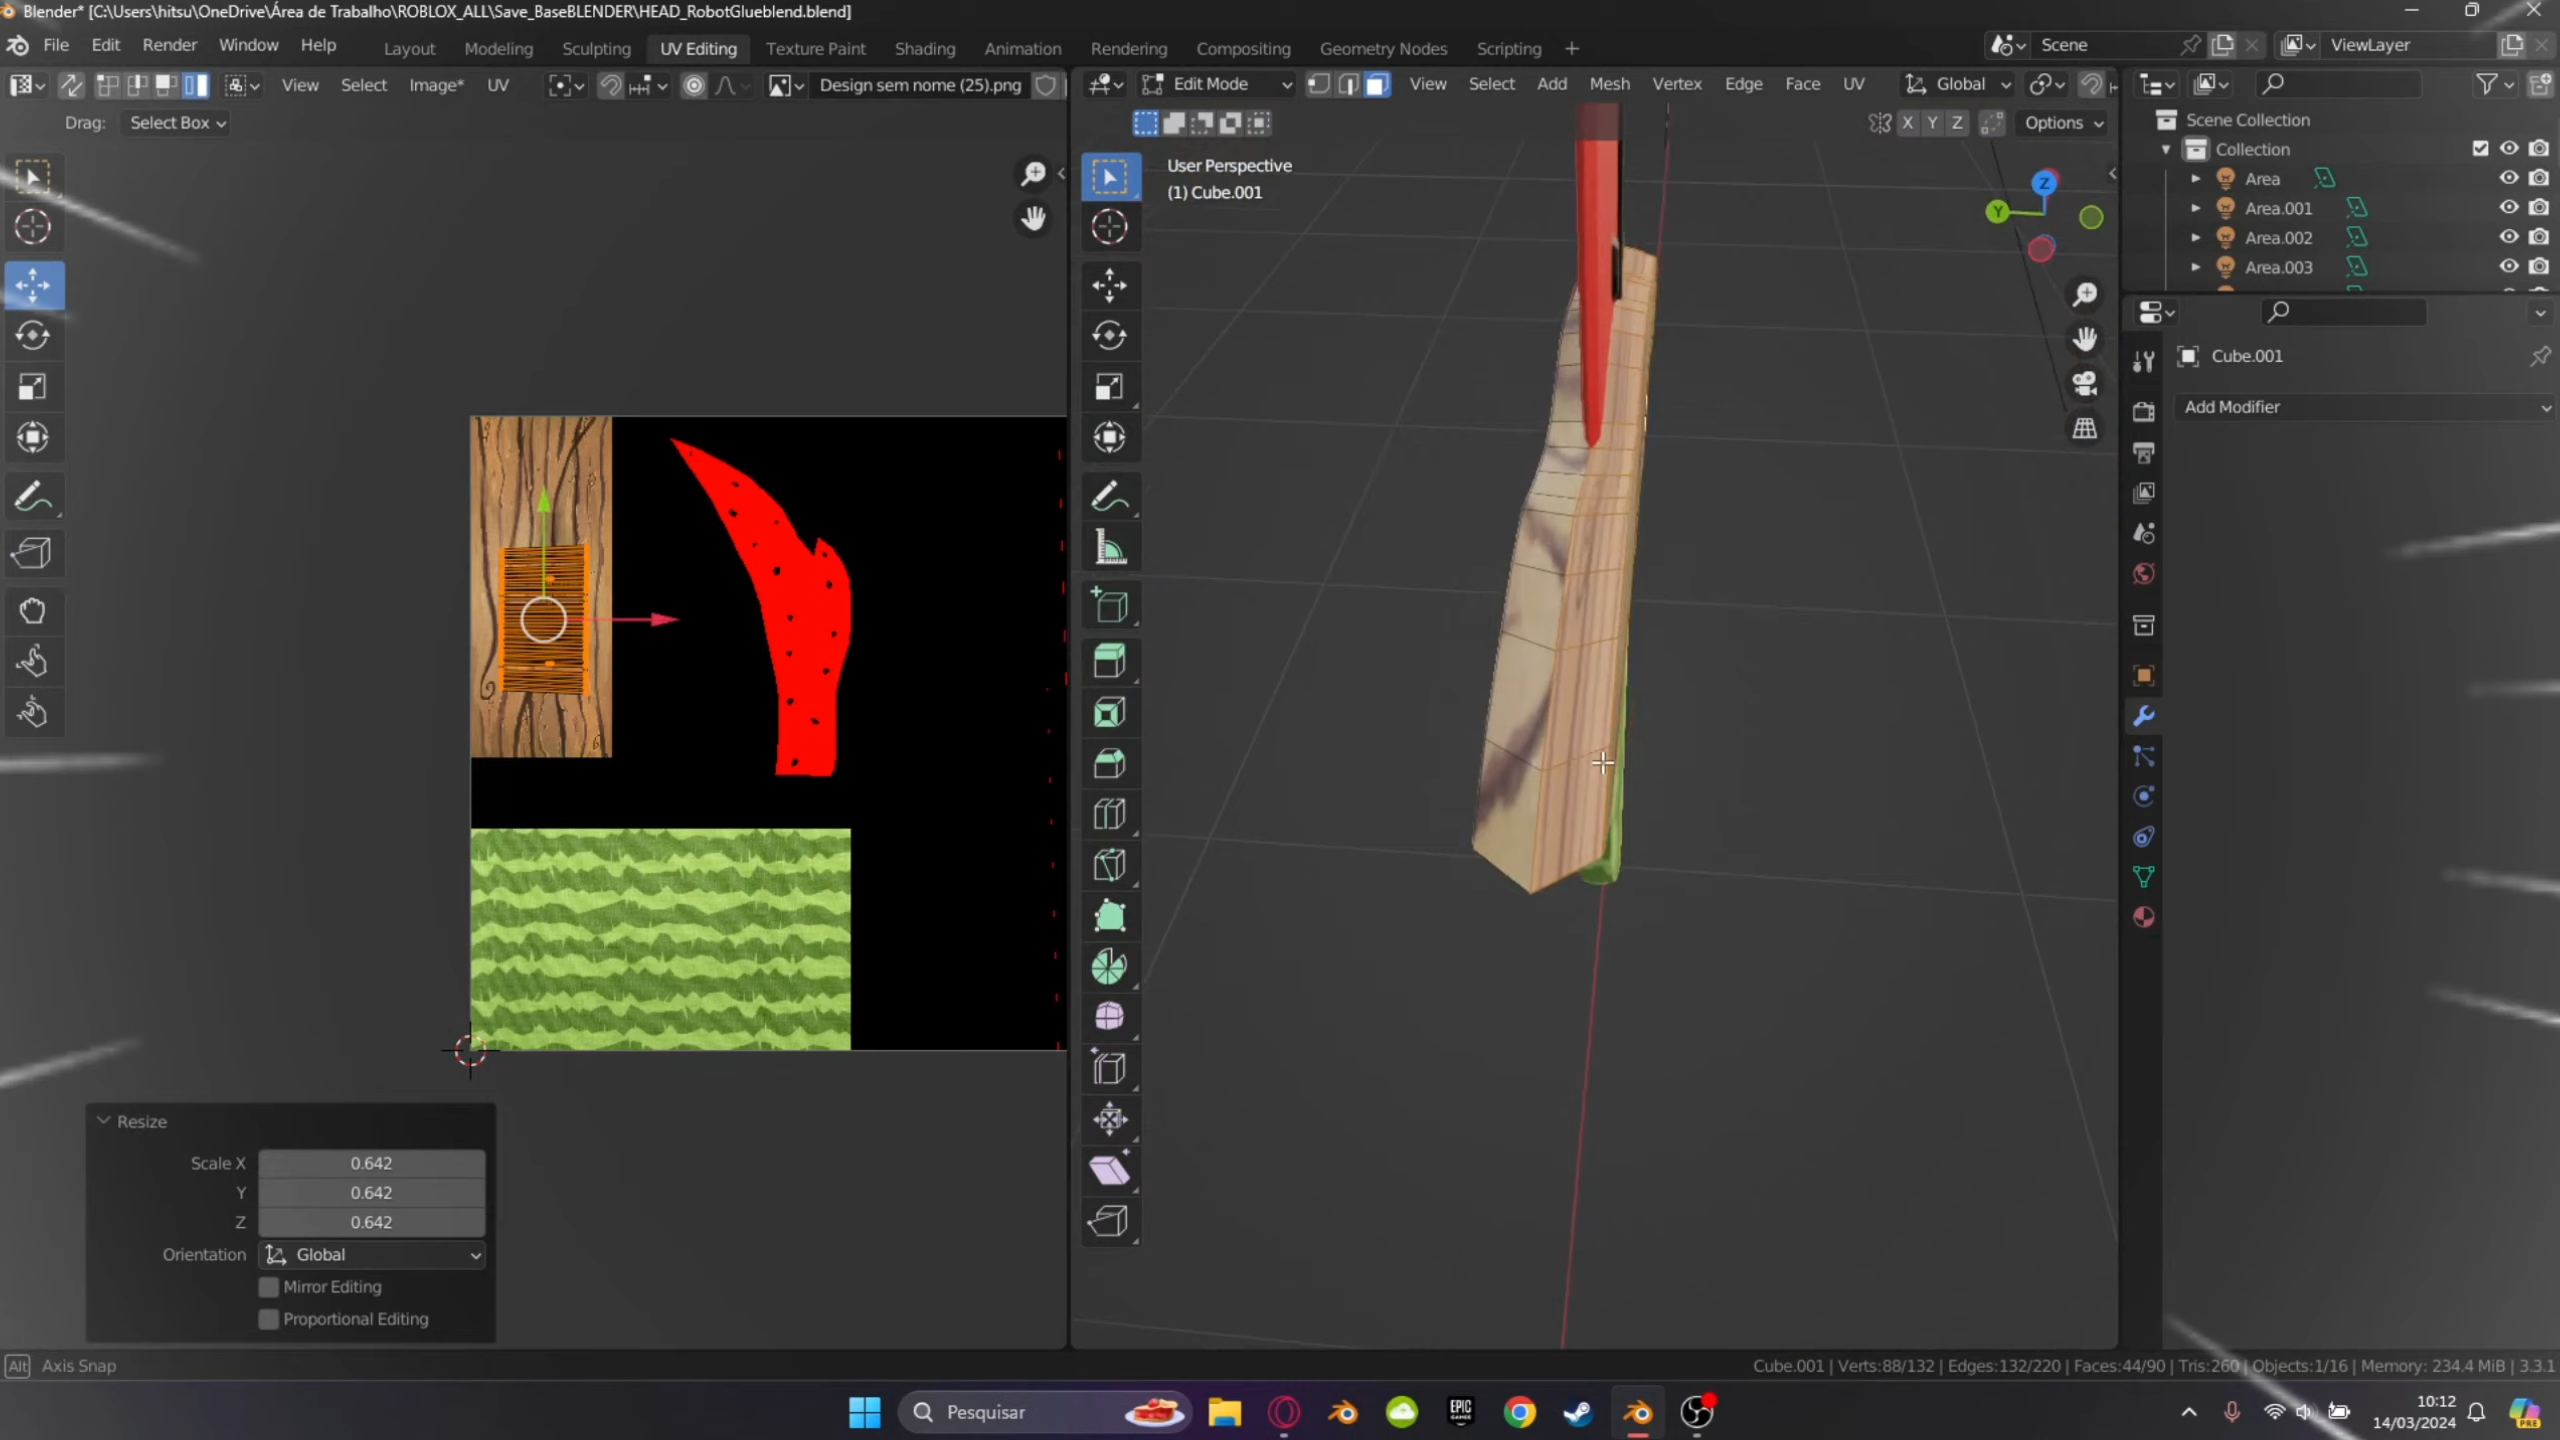 Blender* [C:\Users\hitsu\OneDrive\Área de Trabalho\ROBLOX_ALL\Save_BaseBLENDER\HEAD_RobotGlueblend.blend]
File Edit Render Window Help Layout Modeling Sculpting UV Editing Texture Paint Shading Animation Rendering Compositing Geometry Nodes Scripting + Scene ViewLayer
View Select Image* UV Design sem nome (25).png Edit Mode View Select Add Mesh Vertex Edge Face UV Global
Drag: Select Box X Y Z Options
Scene Collection
Collection
Area
Area.001
Area.002
Area.003
User Perspective
(1) Cube.001
Z
Y
Cube.001
Add Modifier
Resize
Scale X 0.642
Y 0.642
Z 0.642
Orientation Global
Mirror Editing
Proportional Editing
Alt Axis Snap
Cube.001 | Verts:88/132 | Edges:132/220 | Faces:44/90 | Tris:260 | Objects:1/16 | Memory: 234.4 MiB | 3.3.1
Pesquisar
EPIC GAMES
10:12
14/03/2024
PRE